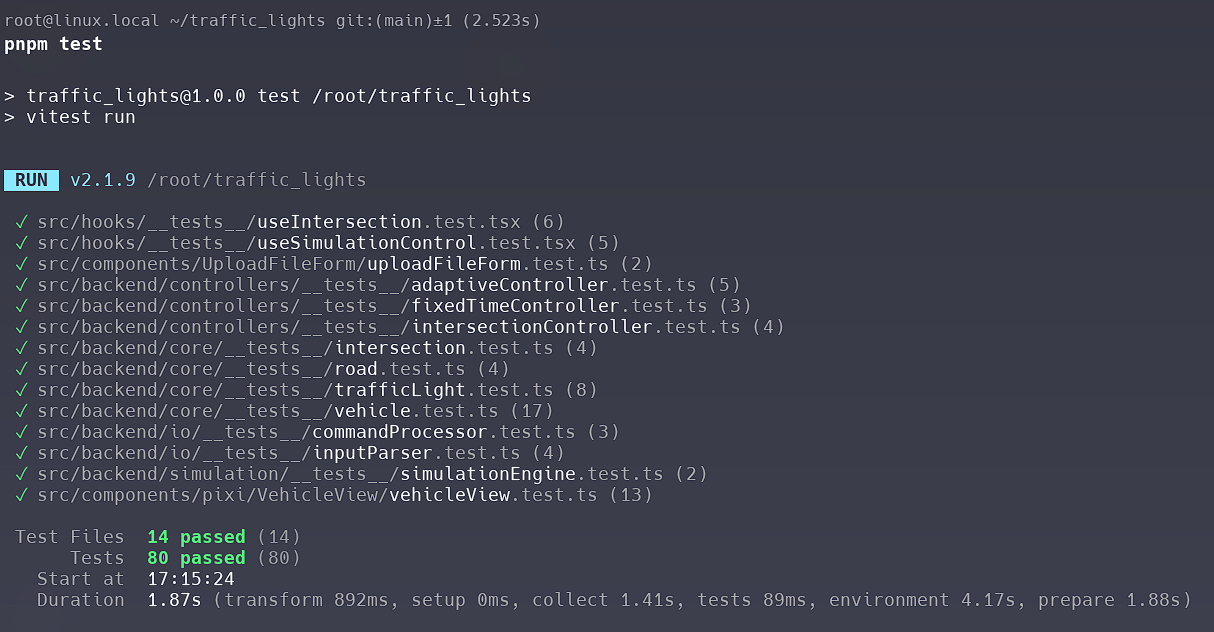 root@linux.local ~/traffic_lights git:(main)±1 (2.523s)
pnpm test
> traffic_lights@1.0.0 test /root/traffic_lights
> vitest run
RUN v2.1.9 /root/traffic_lights
✓ src/hooks/__tests__/useIntersection.test.tsx (6)
✓ src/hooks/__tests__/useSimulationControl.test.tsx (5)
✓ src/components/UploadFileForm/uploadFileForm.test.ts (2)
✓ src/backend/controllers/__tests__/adaptiveController.test.ts (5)
✓ src/backend/controllers/__tests__/fixedTimeController.test.ts (3)
✓ src/backend/controllers/__tests__/intersectionController.test.ts (4)
✓ src/backend/core/__tests__/intersection.test.ts (4)
✓ src/backend/core/__tests__/road.test.ts (4)
✓ src/backend/core/__tests__/trafficLight.test.ts (8)
✓ src/backend/core/__tests__/vehicle.test.ts (17)
✓ src/backend/io/__tests__/commandProcessor.test.ts (3)
✓ src/backend/io/__tests__/inputParser.test.ts (4)
✓ src/backend/simulation/__tests__/simulationEngine.test.ts (2)
✓ src/components/pixi/VehicleView/vehicleView.test.ts (13)
Test Files 14 passed (14)
Tests 80 passed (80)
Start at 17:15:24
Duration 1.87s (transform 892ms, setup 0ms, collect 1.41s, tests 89ms, environment 4.17s, prepare 1.88s)